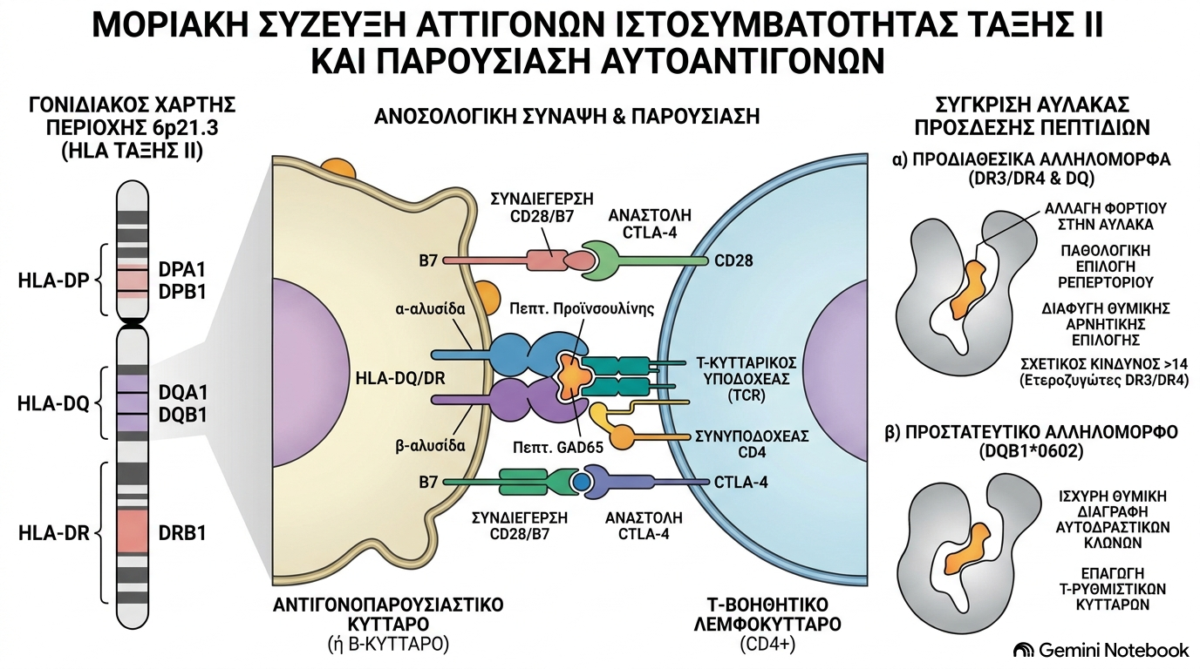 ΜΟΡΙΑΚΗ ΣΥΖΕΥΞΗ ΑΤΤΙΓΟΝΩΝ ΙΣΤΟΣΥΜΒΑΤΟΤΗΤΑΣ ΤΑΞΗΣ ΙΙ
ΚΑΙ ΠΑΡΟΥΣΙΑΣΗ ΑΥΤΟΑΝΤΙΓΟΝΩΝ
ΓΟΝΙΔΙΑΚΟΣ ΧΑΡΤΗΣ
ΠΕΡΙΟΧΗΣ 6p21.3
(HLA ΤΑΞΗΣ ΙΙ)
HLA-DP
DPA1
DPB1
HLA-DQ
DQA1
DQB1
HLA-DR
DRB1
ΑΝΟΣΟΛΟΓΙΚΗ ΣΥΝΑΨΗ & ΠΑΡΟΥΣΙΑΣΗ
ΣΥΝΔΙΕΓΕΡΣΗ
CD28/B7
ΑΝΑΣΤΟΛΗ
CTLA-4
B7
CD28
α-αλυσίδα
Πεπτ. Προϊνσουλίνης
HLA-DQ/DR
Τ-ΚΥΤΤΑΡΙΚΟΣ
ΥΠΟΔΟΧΕΑΣ
(TCR)
β-αλυσίδα
Πεπτ. GAD65
ΣΥΝΥΠΟΔΟΧΕΑΣ
CD4
B7
CTLA-4
ΣΥΝΔΙΕΓΕΡΣΗ
CD28/B7
ΑΝΑΣΤΟΛΗ
CTLA-4
ΑΝΤΙΓΟΝΟΠΑΡΟΥΣΙΑΣΤΙΚΟ
ΚΥΤΤΑΡΟ
(ή Β-ΚΥΤΤΑΡΟ)
Τ-ΒΟΗΘΗΤΙΚΟ
ΛΕΜΦΟΚΥΤΤΑΡΟ
(CD4+)
ΣΥΓΚΡΙΣΗ ΑΥΛΑΚΑΣ
ΠΡΟΣΔΕΣΗΣ ΠΕΠΤΙΔΙΩΝ
α) ΠΡΟΔΙΑΘΕΣΙΚΑ ΑΛΛΗΛΟΜΟΡΦΑ
(DR3/DR4 & DQ)
ΑΛΛΑΓΗ ΦΟΡΤΙΟΥ
ΣΤΗΝ ΑΥΛΑΚΑ
ΠΑΘΟΛΟΓΙΚΗ
ΕΠΙΛΟΓΗ
ΡΕΠΕΡΤΟΡΙΟΥ
ΔΙΑΦΥΓΗ ΘΥΜΙΚΗΣ
ΑΡΝΗΤΙΚΗΣ
ΕΠΙΛΟΓΗΣ
ΣΧΕΤΙΚΟΣ ΚΙΝΔΥΝΟΣ >14
(Ετεροζυγώτες DR3/DR4)
β) ΠΡΟΣΤΑΤΕΥΤΙΚΟ ΑΛΛΗΛΟΜΟΡΦΟ
(DQB1*0602)
ΙΣΧΥΡΗ ΘΥΜΙΚΗ
ΔΙΑΓΡΑΦΗ
ΑΥΤΟΔΡΑΣΤΙΚΩΝ
ΚΛΩΝΩΝ
ΕΠΑΓΩΓΗ
Τ-ΡΥΘΜΙΣΤΙΚΩΝ
ΚΥΤΤΑΡΩΝ
Gemini Notebook